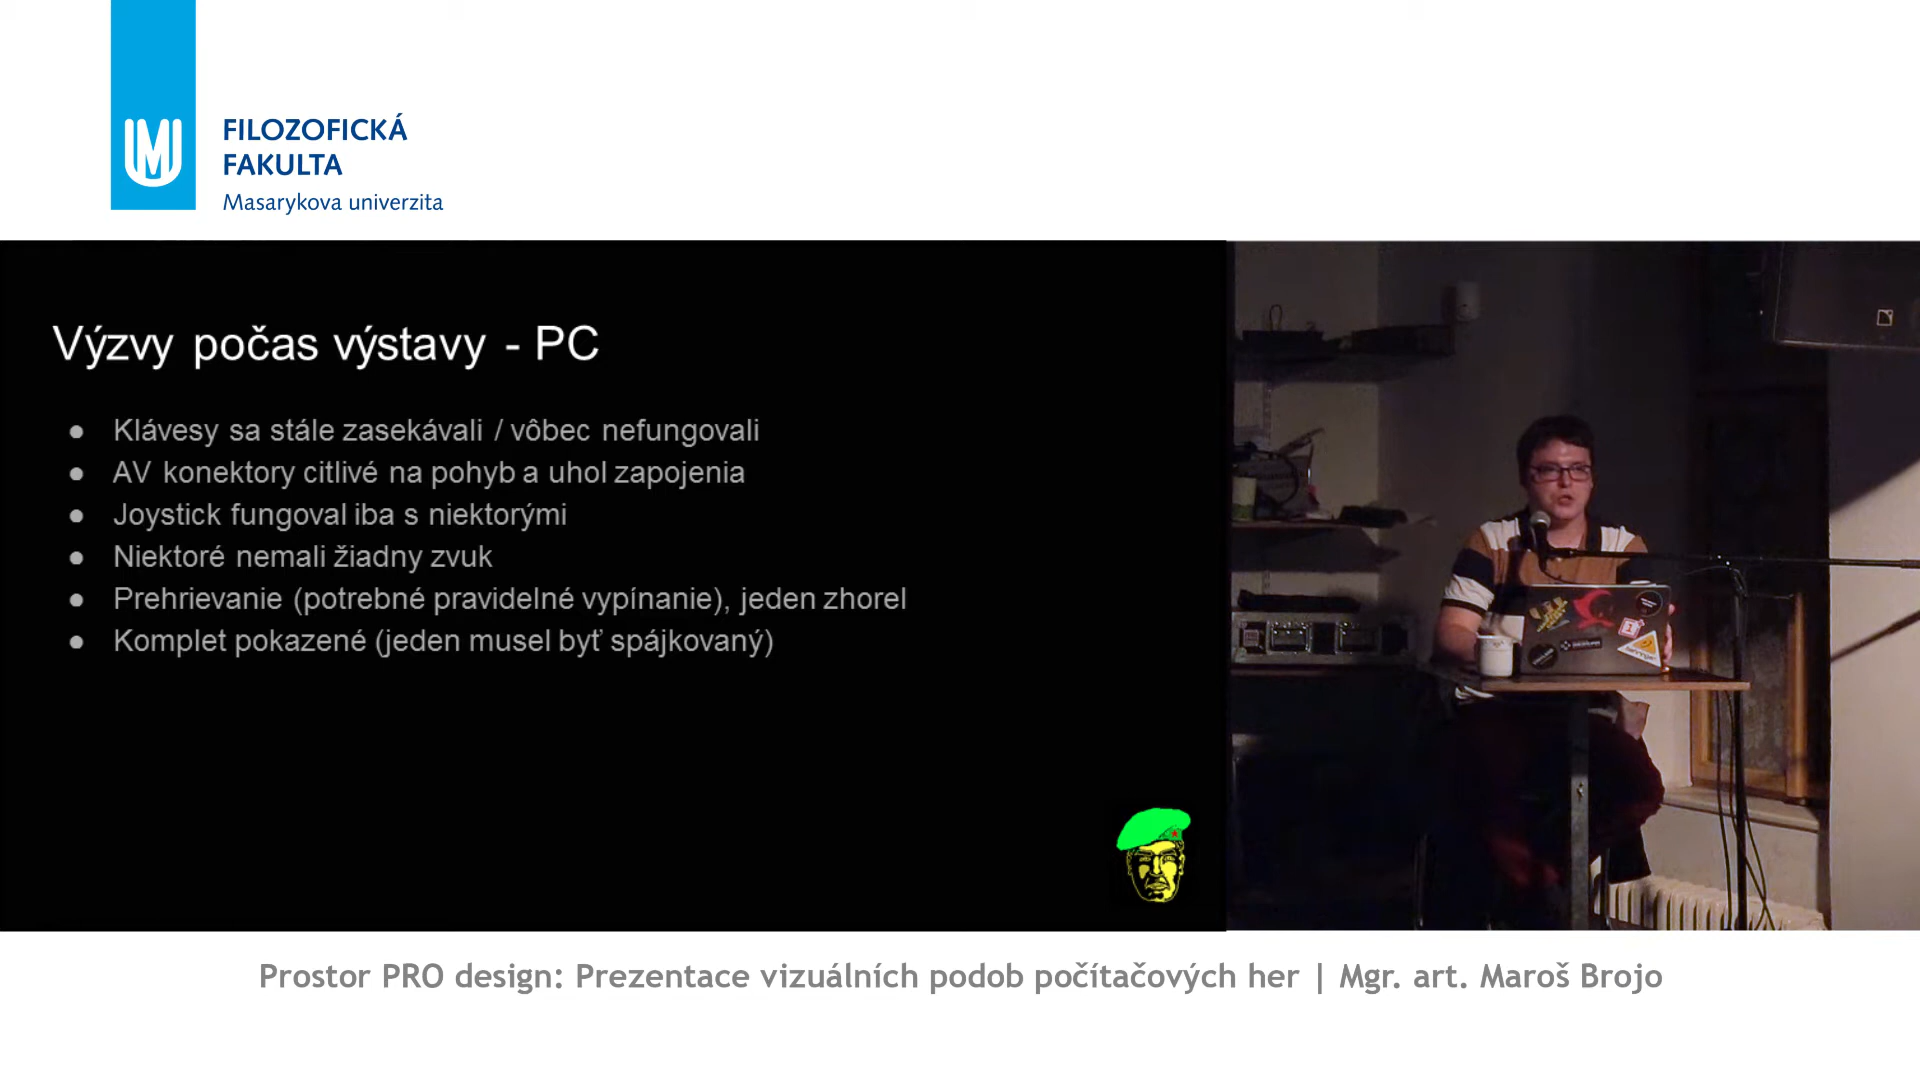 FILOZOFICKÁ
FAKULTA
Masarykova univerzita
Výzvy počas výstavy - PC
● Klávesy sa stále zasekávali / vôbec nefungovali
● AV konektory citlivé na pohyb a uhol zapojenia
● Joystick fungoval iba s niektorými
● Niektoré nemali žiadny zvuk
● Prehrievanie (potrebné pravidelné vypínanie), jeden zhorel
● Komplet pokazené (jeden musel byť spájkovaný)
Prostor PRO design: Prezentace vizuálních podob počítačových her | Mgr. art. Maroš Brojo